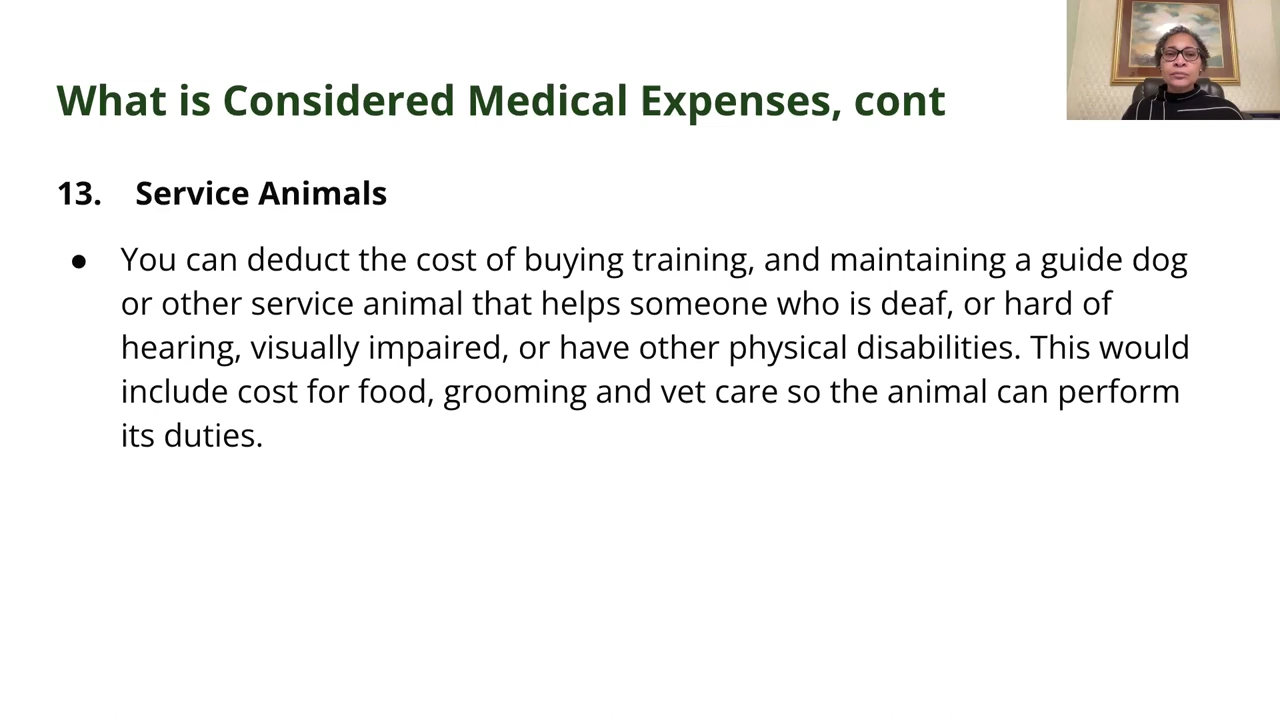 What is Considered Medical Expenses, cont
13. Service Animals
● You can deduct the cost of buying training, and maintaining a guide dog
or other service animal that helps someone who is deaf, or hard of
hearing, visually impaired, or have other physical disabilities. This would
include cost for food, grooming and vet care so the animal can perform
its duties.